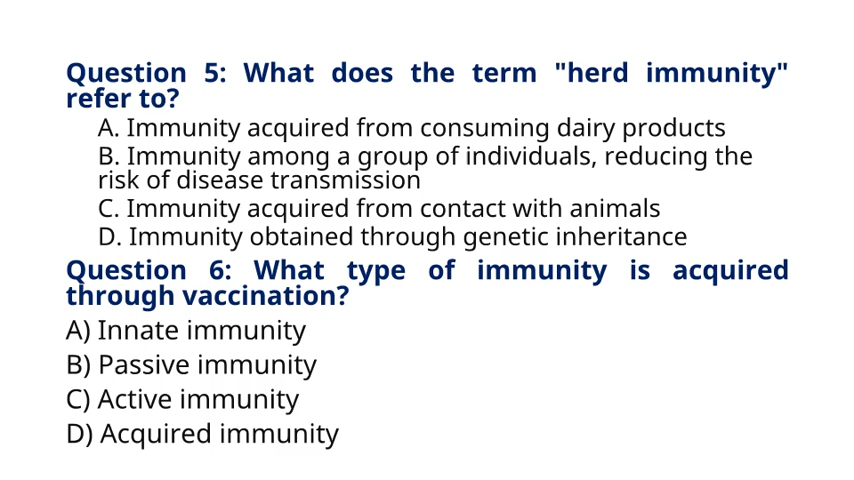 Question 5: What does the term "herd immunity"
refer to?
A. Immunity acquired from consuming dairy products
B. Immunity among a group of individuals, reducing the
risk of disease transmission
C. Immunity acquired from contact with animals
D. Immunity obtained through genetic inheritance
Question 6: What type of immunity is acquired
through vaccination?
A) Innate immunity
B) Passive immunity
C) Active immunity
D) Acquired immunity